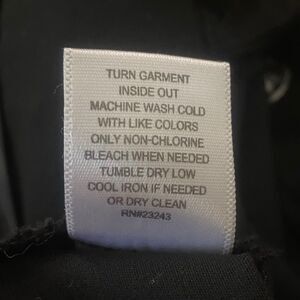 TURN GARMENT
INSIDE OUT
MACHINE WASH COLD
WITH LIKE COLORS
ONLY NON-CHLORINE
BLEACH WHEN NEEDED
TUMBLE DRY LOW
COOL IRON IF NEEDED
OR DRY CLEAN
RN#23243